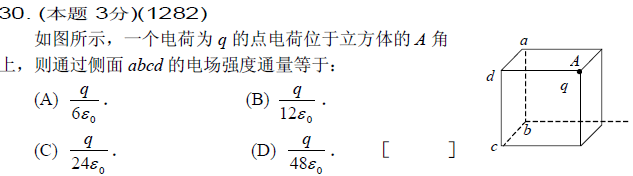 30. (本题 3分)(1282)
如图所示，一个电荷为 q 的点电荷位于立方体的 A 角
上，则通过侧面 abcd 的电场强度通量等于：
(A) q/6ε₀ . (B) q/12ε₀ .
(C) q/24ε₀ . (D) q/48ε₀ . [ ]
a
A
d
q
b
c